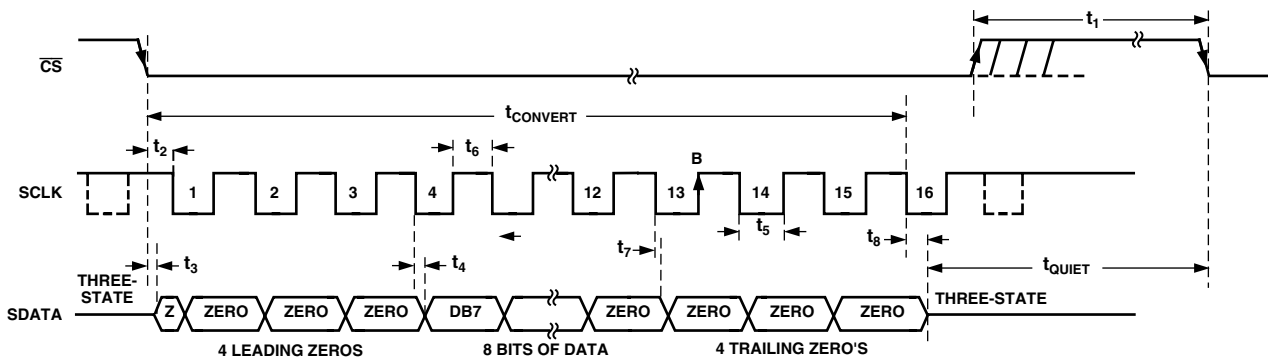 t1
CS
tCONVERT
t2
t6
B
SCLK
1
2
3
4
12
13
14
15
16
t5
t7
t8
t3
t4
tQUIET
THREE-
STATE
THREE-STATE
SDATA
Z
ZERO
ZERO
ZERO
DB7
ZERO
ZERO
ZERO
ZERO
4 LEADING ZEROS
8 BITS OF DATA
4 TRAILING ZERO'S